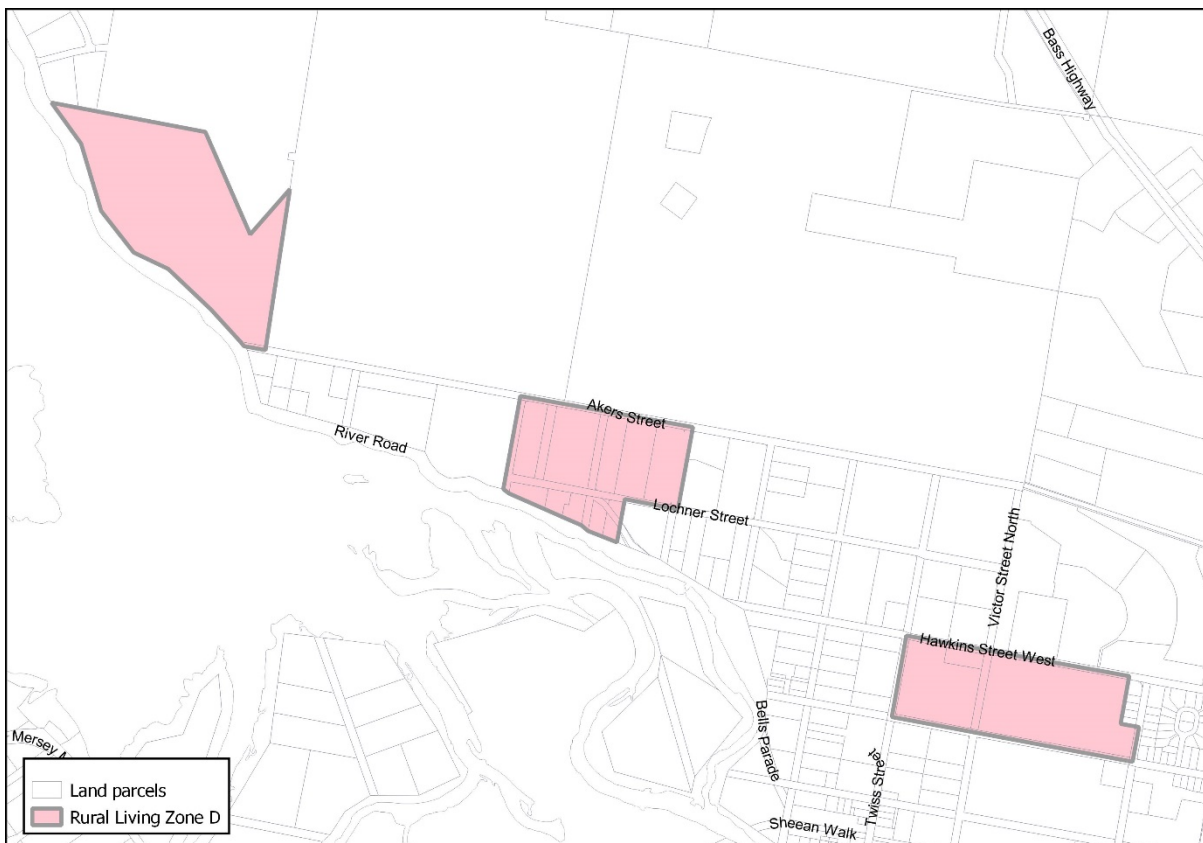 Bass Highway
Akers Street
River Road
Lochner Street
Victor Street North
Hawkins Street West
Bells Parade
Twiss Street
Mersey
Sheean Walk
Land parcels
Rural Living Zone D